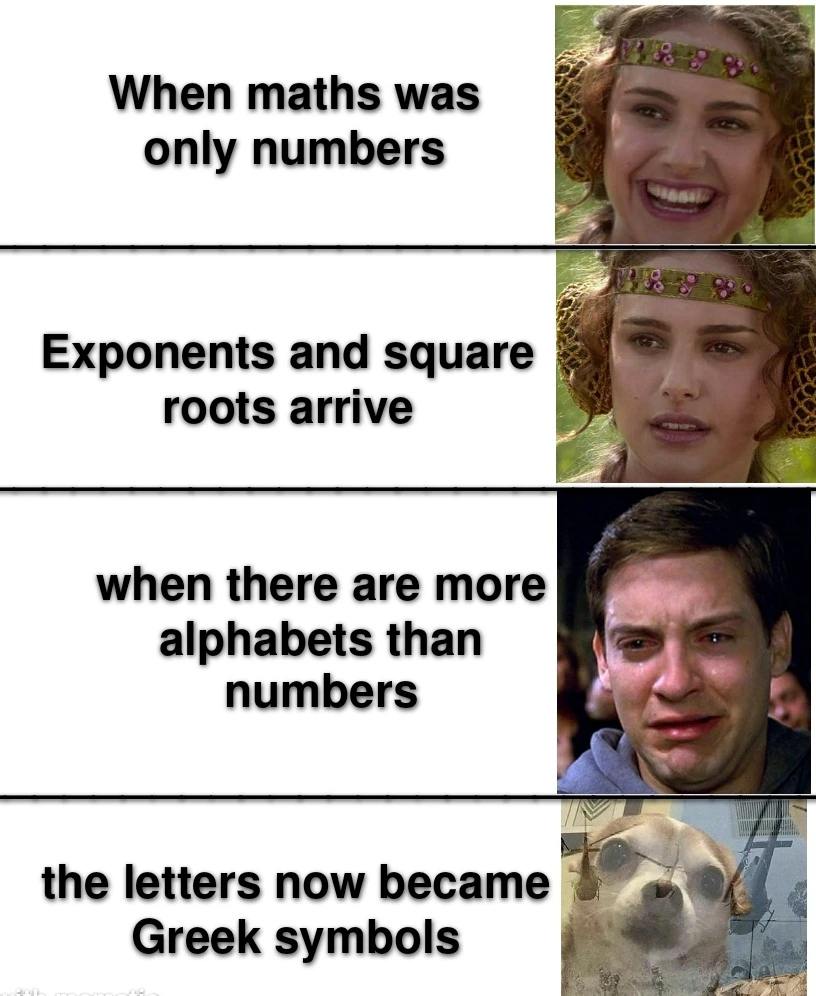 When maths was
only numbers
Exponents and square
roots arrive
when there are more
alphabets than
numbers
the letters now became
Greek symbols